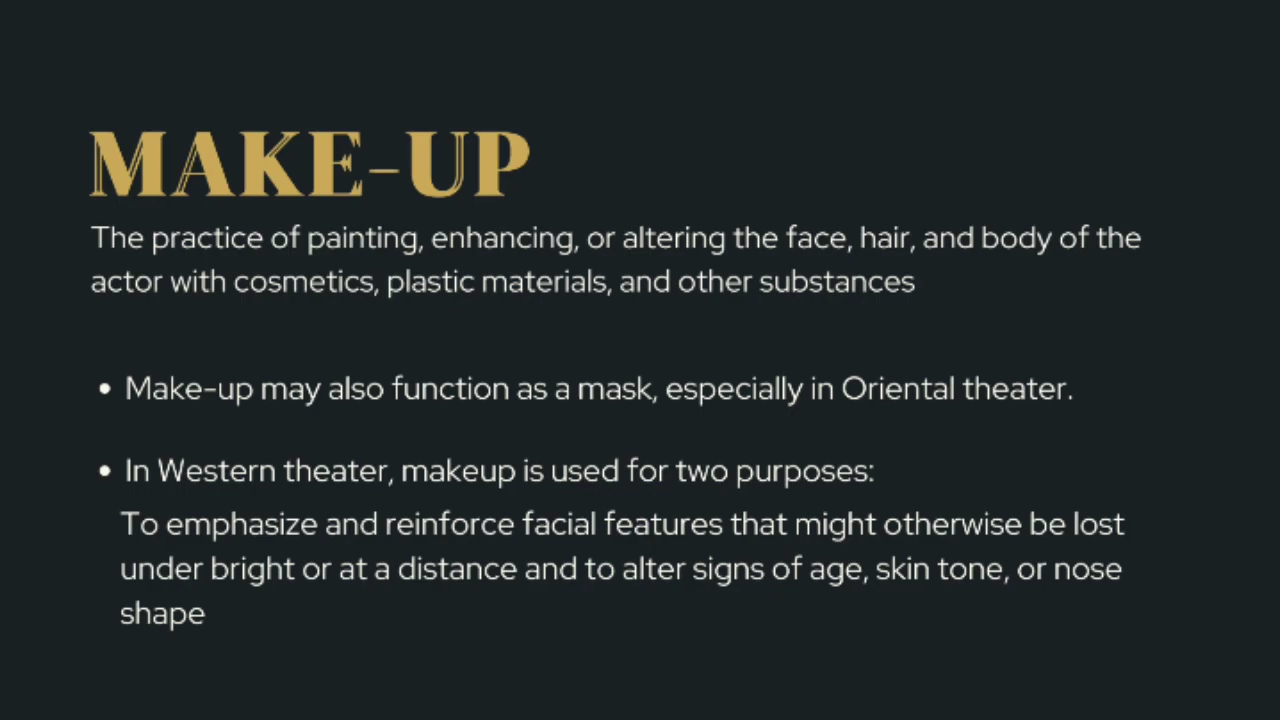 MAKE-UP
The practice of painting, enhancing, or altering the face, hair, and body of the
actor with cosmetics, plastic materials, and other substances
• Make-up may also function as a mask, especially in Oriental theater.
• In Western theater, makeup is used for two purposes:
To emphasize and reinforce facial features that might otherwise be lost
under bright or at a distance and to alter signs of age, skin tone, or nose
shape